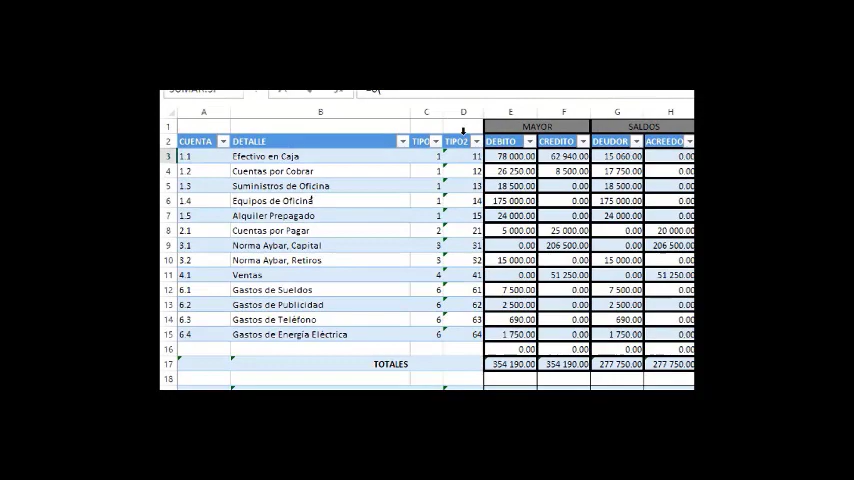 A B C D E F G H
1 MAYOR SALDOS
2 CUENTA DETALLE TIPO TIPO2 DEBITO CREDITO DEUDOR ACREEDO
3 1.1 Efectivo en Caja 1 11 78 000.00 62 940.00 15 060.00 0.00
4 1.2 Cuentas por Cobrar 1 12 26 250.00 8 500.00 17 750.00 0.00
5 1.3 Suministros de Oficina 1 13 18 500.00 0.00 18 500.00 0.00
6 1.4 Equipos de Oficina 1 14 175 000.00 0.00 175 000.00 0.00
7 1.5 Alquiler Prepagado 1 15 24 000.00 0.00 24 000.00 0.00
8 2.1 Cuentas por Pagar 2 21 5 000.00 25 000.00 0.00 20 000.00
9 3.1 Norma Aybar, Capital 3 31 0.00 206 500.00 0.00 206 500.00
10 3.2 Norma Aybar, Retiros 3 32 15 000.00 0.00 15 000.00 0.00
11 4.1 Ventas 4 41 0.00 51 250.00 0.00 51 250.00
12 6.1 Gastos de Sueldos 6 61 7 500.00 0.00 7 500.00 0.00
13 6.2 Gastos de Publicidad 6 62 2 500.00 0.00 2 500.00 0.00
14 6.3 Gastos de Teléfono 6 63 690.00 0.00 690.00 0.00
15 6.4 Gastos de Energía Eléctrica 6 64 1 750.00 0.00 1 750.00 0.00
16 0.00 0.00 0.00 0.00
17 TOTALES 354 190.00 354 190.00 277 750.00 277 750.00
18